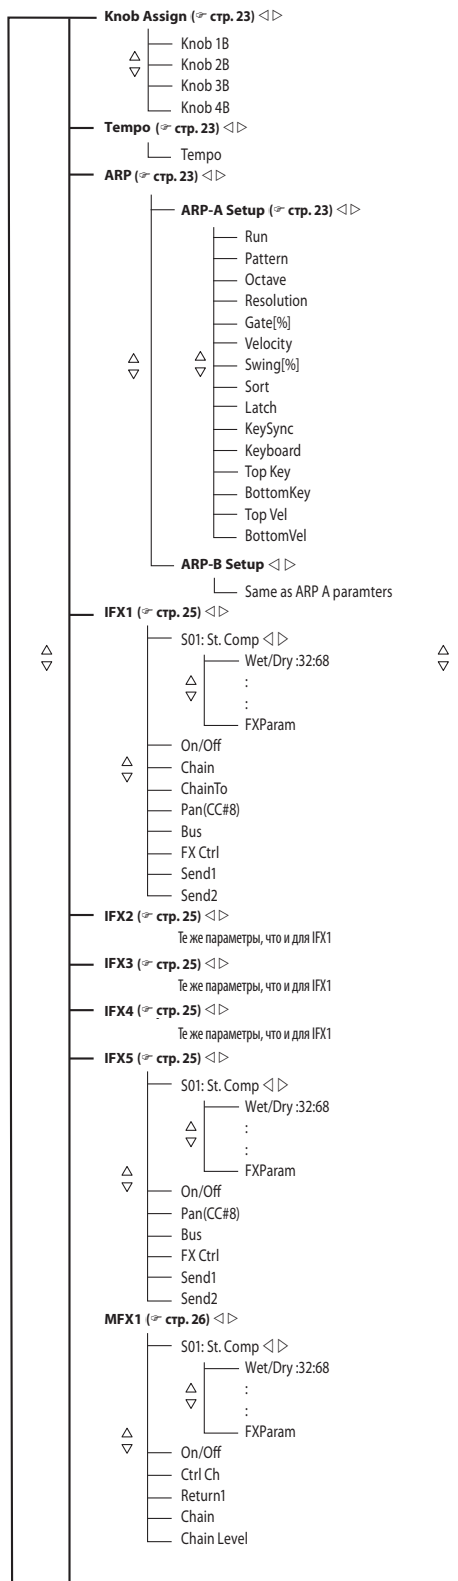 Knob Assign (☞ стр. 23) ◁ ▷
Knob 1B
Knob 2B
Knob 3B
Knob 4B
Tempo (☞ стр. 23) ◁ ▷
Tempo
ARP (☞ стр. 23) ◁ ▷
ARP-A Setup (☞ стр. 23) ◁ ▷
Run
Pattern
Octave
Resolution
Gate[%]
Velocity
Swing[%]
Sort
Latch
KeySync
Keyboard
Top Key
BottomKey
Top Vel
BottomVel
ARP-B Setup ◁ ▷
Same as ARP A paramters
IFX1 (☞ стр. 25) ◁ ▷
S01: St. Comp ◁ ▷
Wet/Dry :32:68
:
:
FXParam
On/Off
Chain
ChainTo
Pan(CC#8)
Bus
FX Ctrl
Send1
Send2
IFX2 (☞ стр. 25) ◁ ▷
Те же параметры, что и для IFX1
IFX3 (☞ стр. 25) ◁ ▷
Те же параметры, что и для IFX1
IFX4 (☞ стр. 25) ◁ ▷
Те же параметры, что и для IFX1
IFX5 (☞ стр. 25) ◁ ▷
S01: St. Comp ◁ ▷
Wet/Dry :32:68
:
:
FXParam
On/Off
Pan(CC#8)
Bus
FX Ctrl
Send1
Send2
MFX1 (☞ стр. 26) ◁ ▷
S01: St. Comp ◁ ▷
Wet/Dry :32:68
:
:
FXParam
On/Off
Ctrl Ch
Return1
Chain
Chain Level